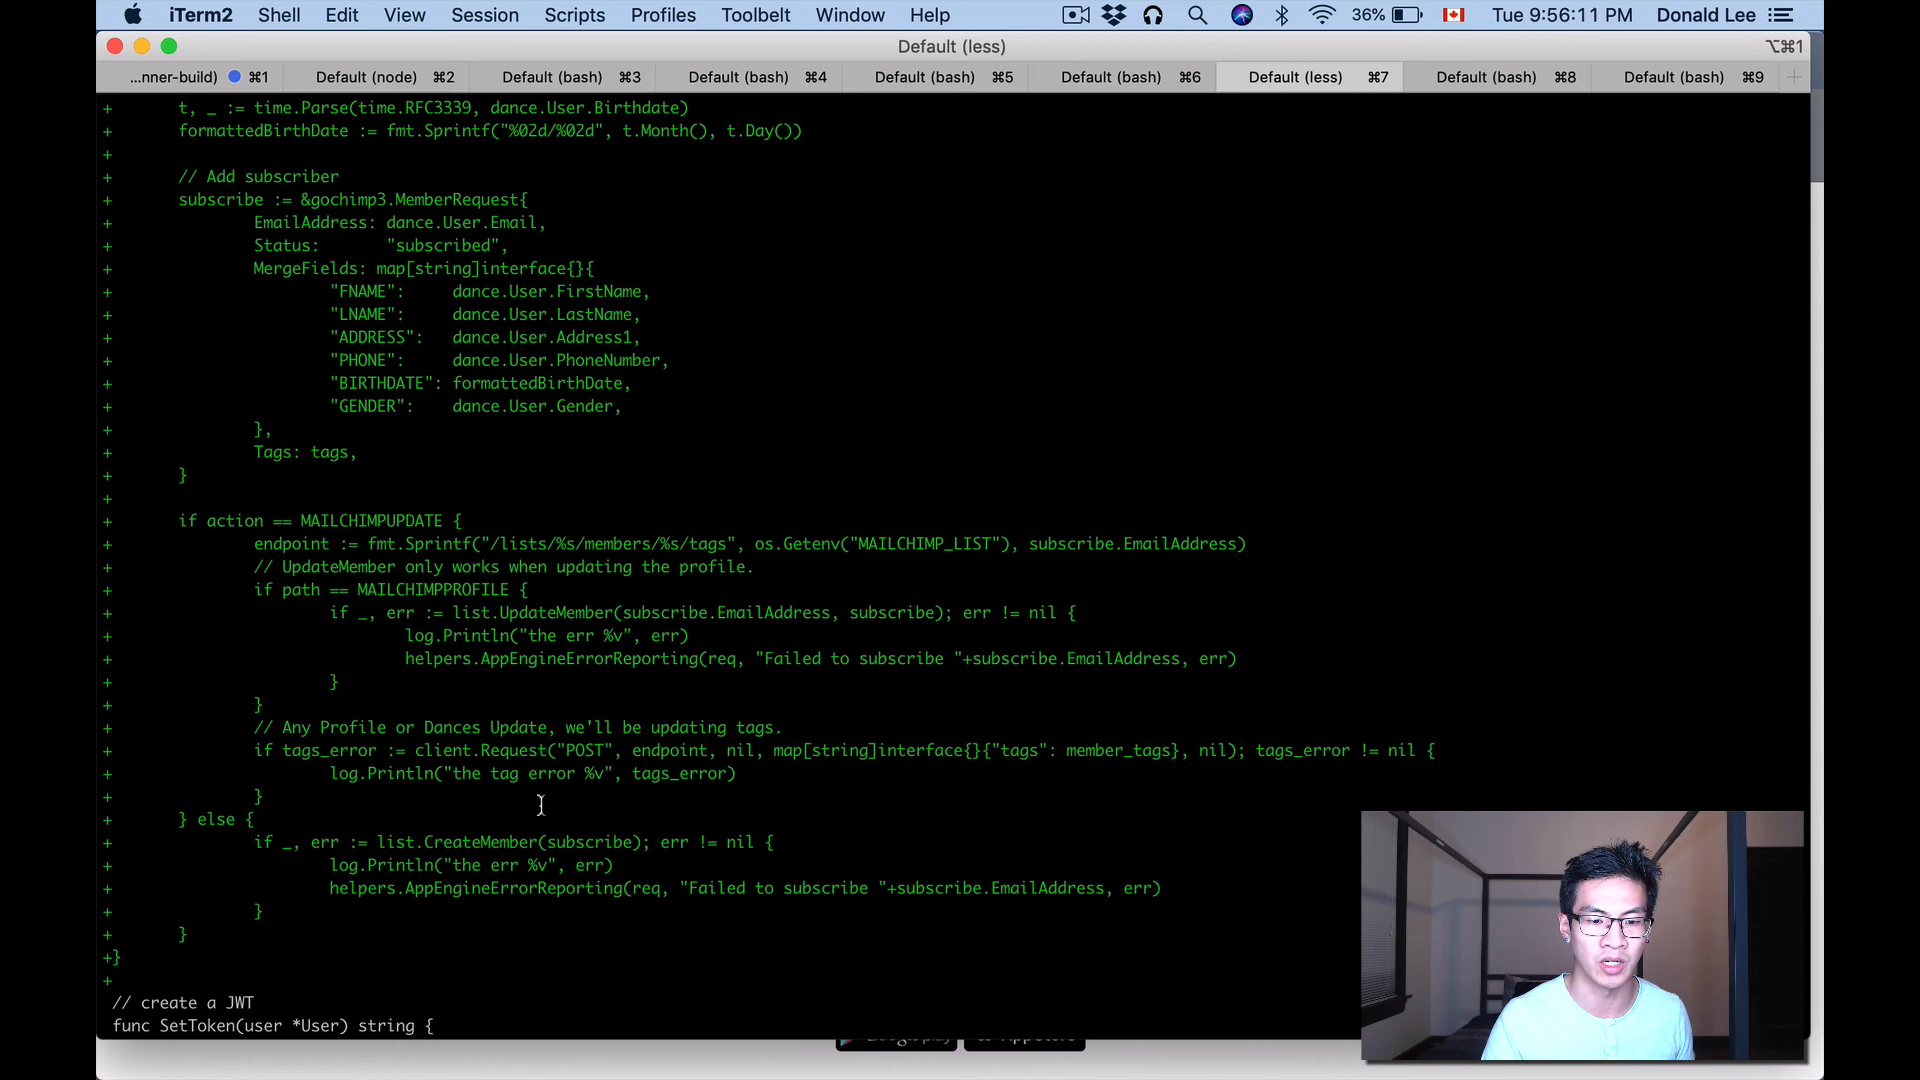 iTerm2 Shell Edit View Session Scripts Profiles Toolbelt Window Help 36% Tue 9:56:11 PM Donald Lee
Default (less) ⌥⌘1
...nner-build) ⌘1 Default (node) ⌘2 Default (bash) ⌘3 Default (bash) ⌘4 Default (bash) ⌘5 Default (bash) ⌘6 Default (less) ⌘7 Default (bash) ⌘8 Default (bash) ⌘9 +
+       t, _ := time.Parse(time.RFC3339, dance.User.Birthdate)
+       formattedBirthDate := fmt.Sprintf("%02d/%02d", t.Month(), t.Day())
+
+       // Add subscriber
+       subscribe := &gochimp3.MemberRequest{
+               EmailAddress: dance.User.Email,
+               Status:       "subscribed",
+               MergeFields: map[string]interface{}{
+                       "FNAME":     dance.User.FirstName,
+                       "LNAME":     dance.User.LastName,
+                       "ADDRESS":   dance.User.Address1,
+                       "PHONE":     dance.User.PhoneNumber,
+                       "BIRTHDATE": formattedBirthDate,
+                       "GENDER":    dance.User.Gender,
+               },
+               Tags: tags,
+       }
+
+       if action == MAILCHIMPUPDATE {
+               endpoint := fmt.Sprintf("/lists/%s/members/%s/tags", os.Getenv("MAILCHIMP_LIST"), subscribe.EmailAddress)
+               // UpdateMember only works when updating the profile.
+               if path == MAILCHIMPPROFILE {
+                       if _, err := list.UpdateMember(subscribe.EmailAddress, subscribe); err != nil {
+                               log.Println("the err %v", err)
+                               helpers.AppEngineErrorReporting(req, "Failed to subscribe "+subscribe.EmailAddress, err)
+                       }
+               }
+               // Any Profile or Dances Update, we'll be updating tags.
+               if tags_error := client.Request("POST", endpoint, nil, map[string]interface{}{"tags": member_tags}, nil); tags_error != nil {
+                       log.Println("the tag error %v", tags_error)
+               }
+       } else {
+               if _, err := list.CreateMember(subscribe); err != nil {
+                       log.Println("the err %v", err)
+                       helpers.AppEngineErrorReporting(req, "Failed to subscribe "+subscribe.EmailAddress, err)
+               }
+       }
+}
+
 // create a JWT
 func SetToken(user *User) string {